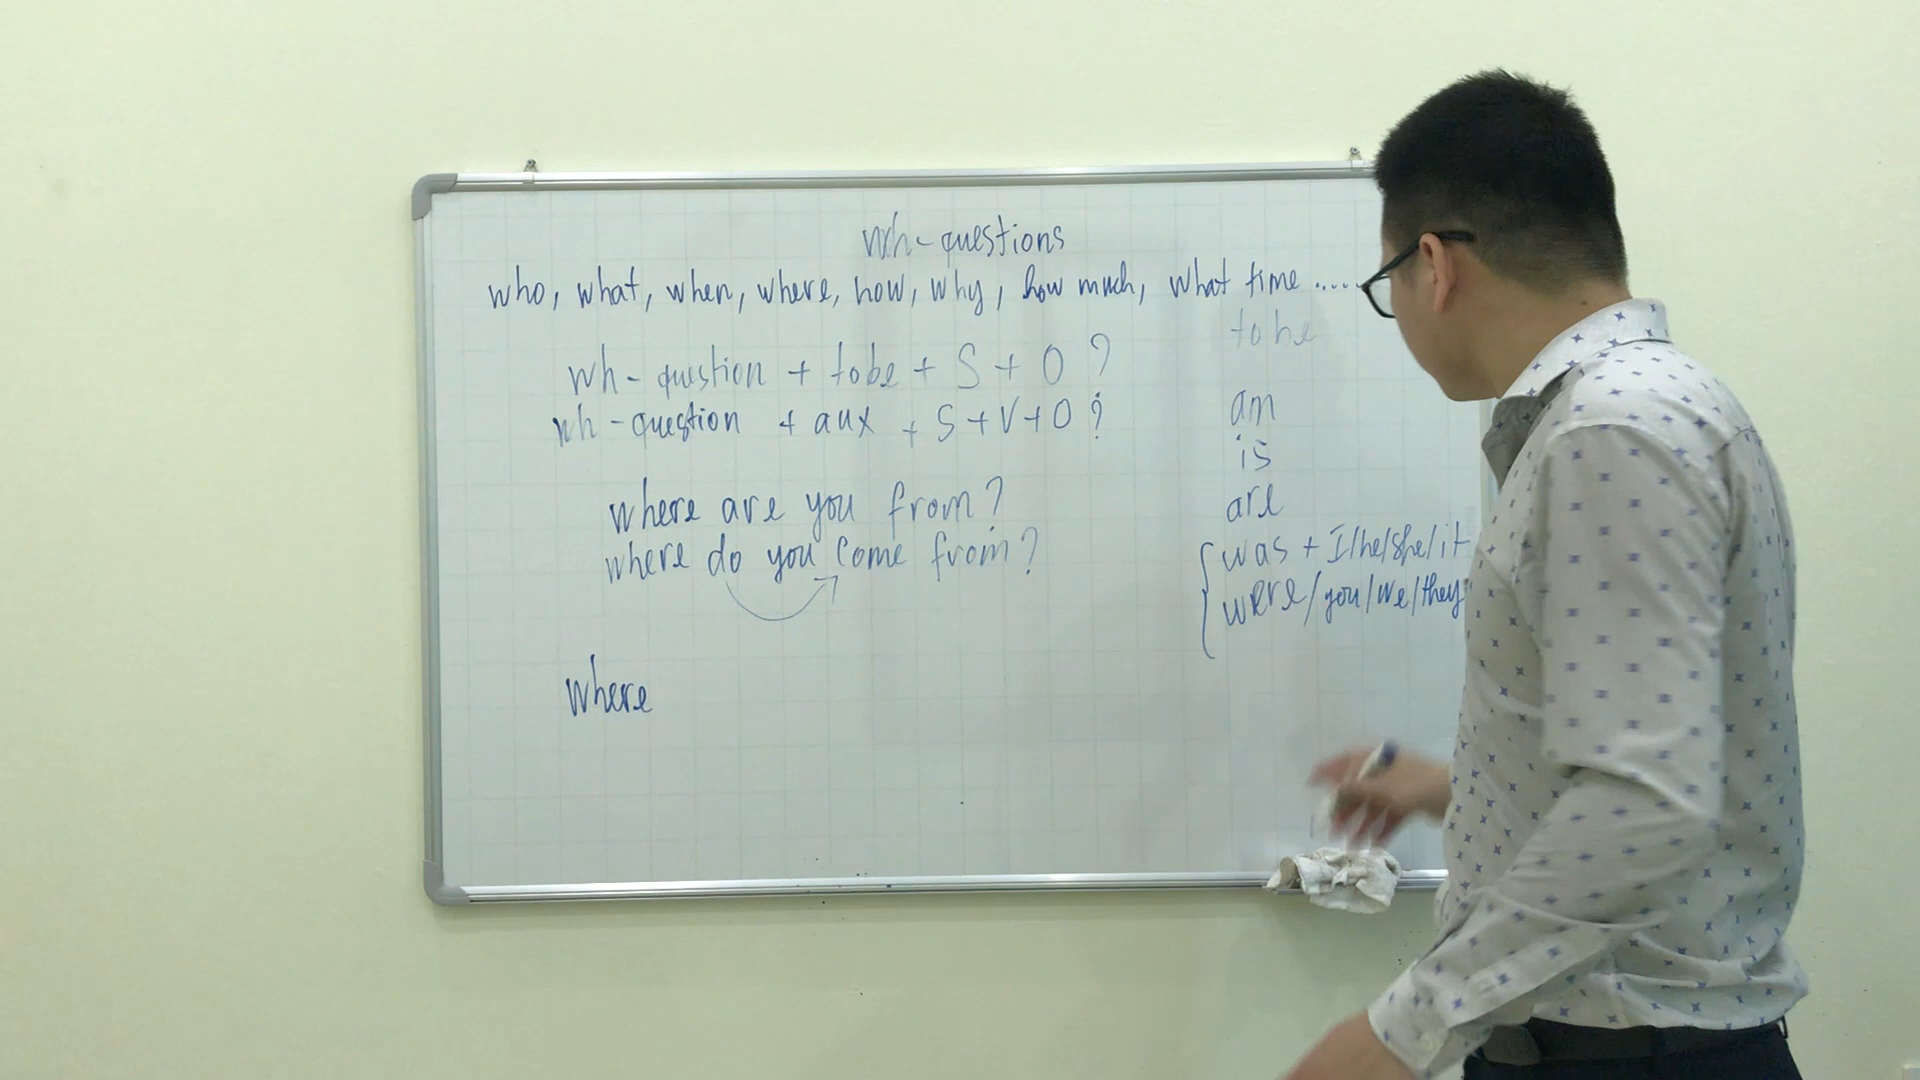 wh-questions
who, what, when, where, how, why, how much, what time .....
to be
wh-question + tobe + S + O ?
wh-question + aux + S+V+O ?
am
is
are
where are you from?
where do you come from?
was + I/he/she/it
were/you/we/they
where